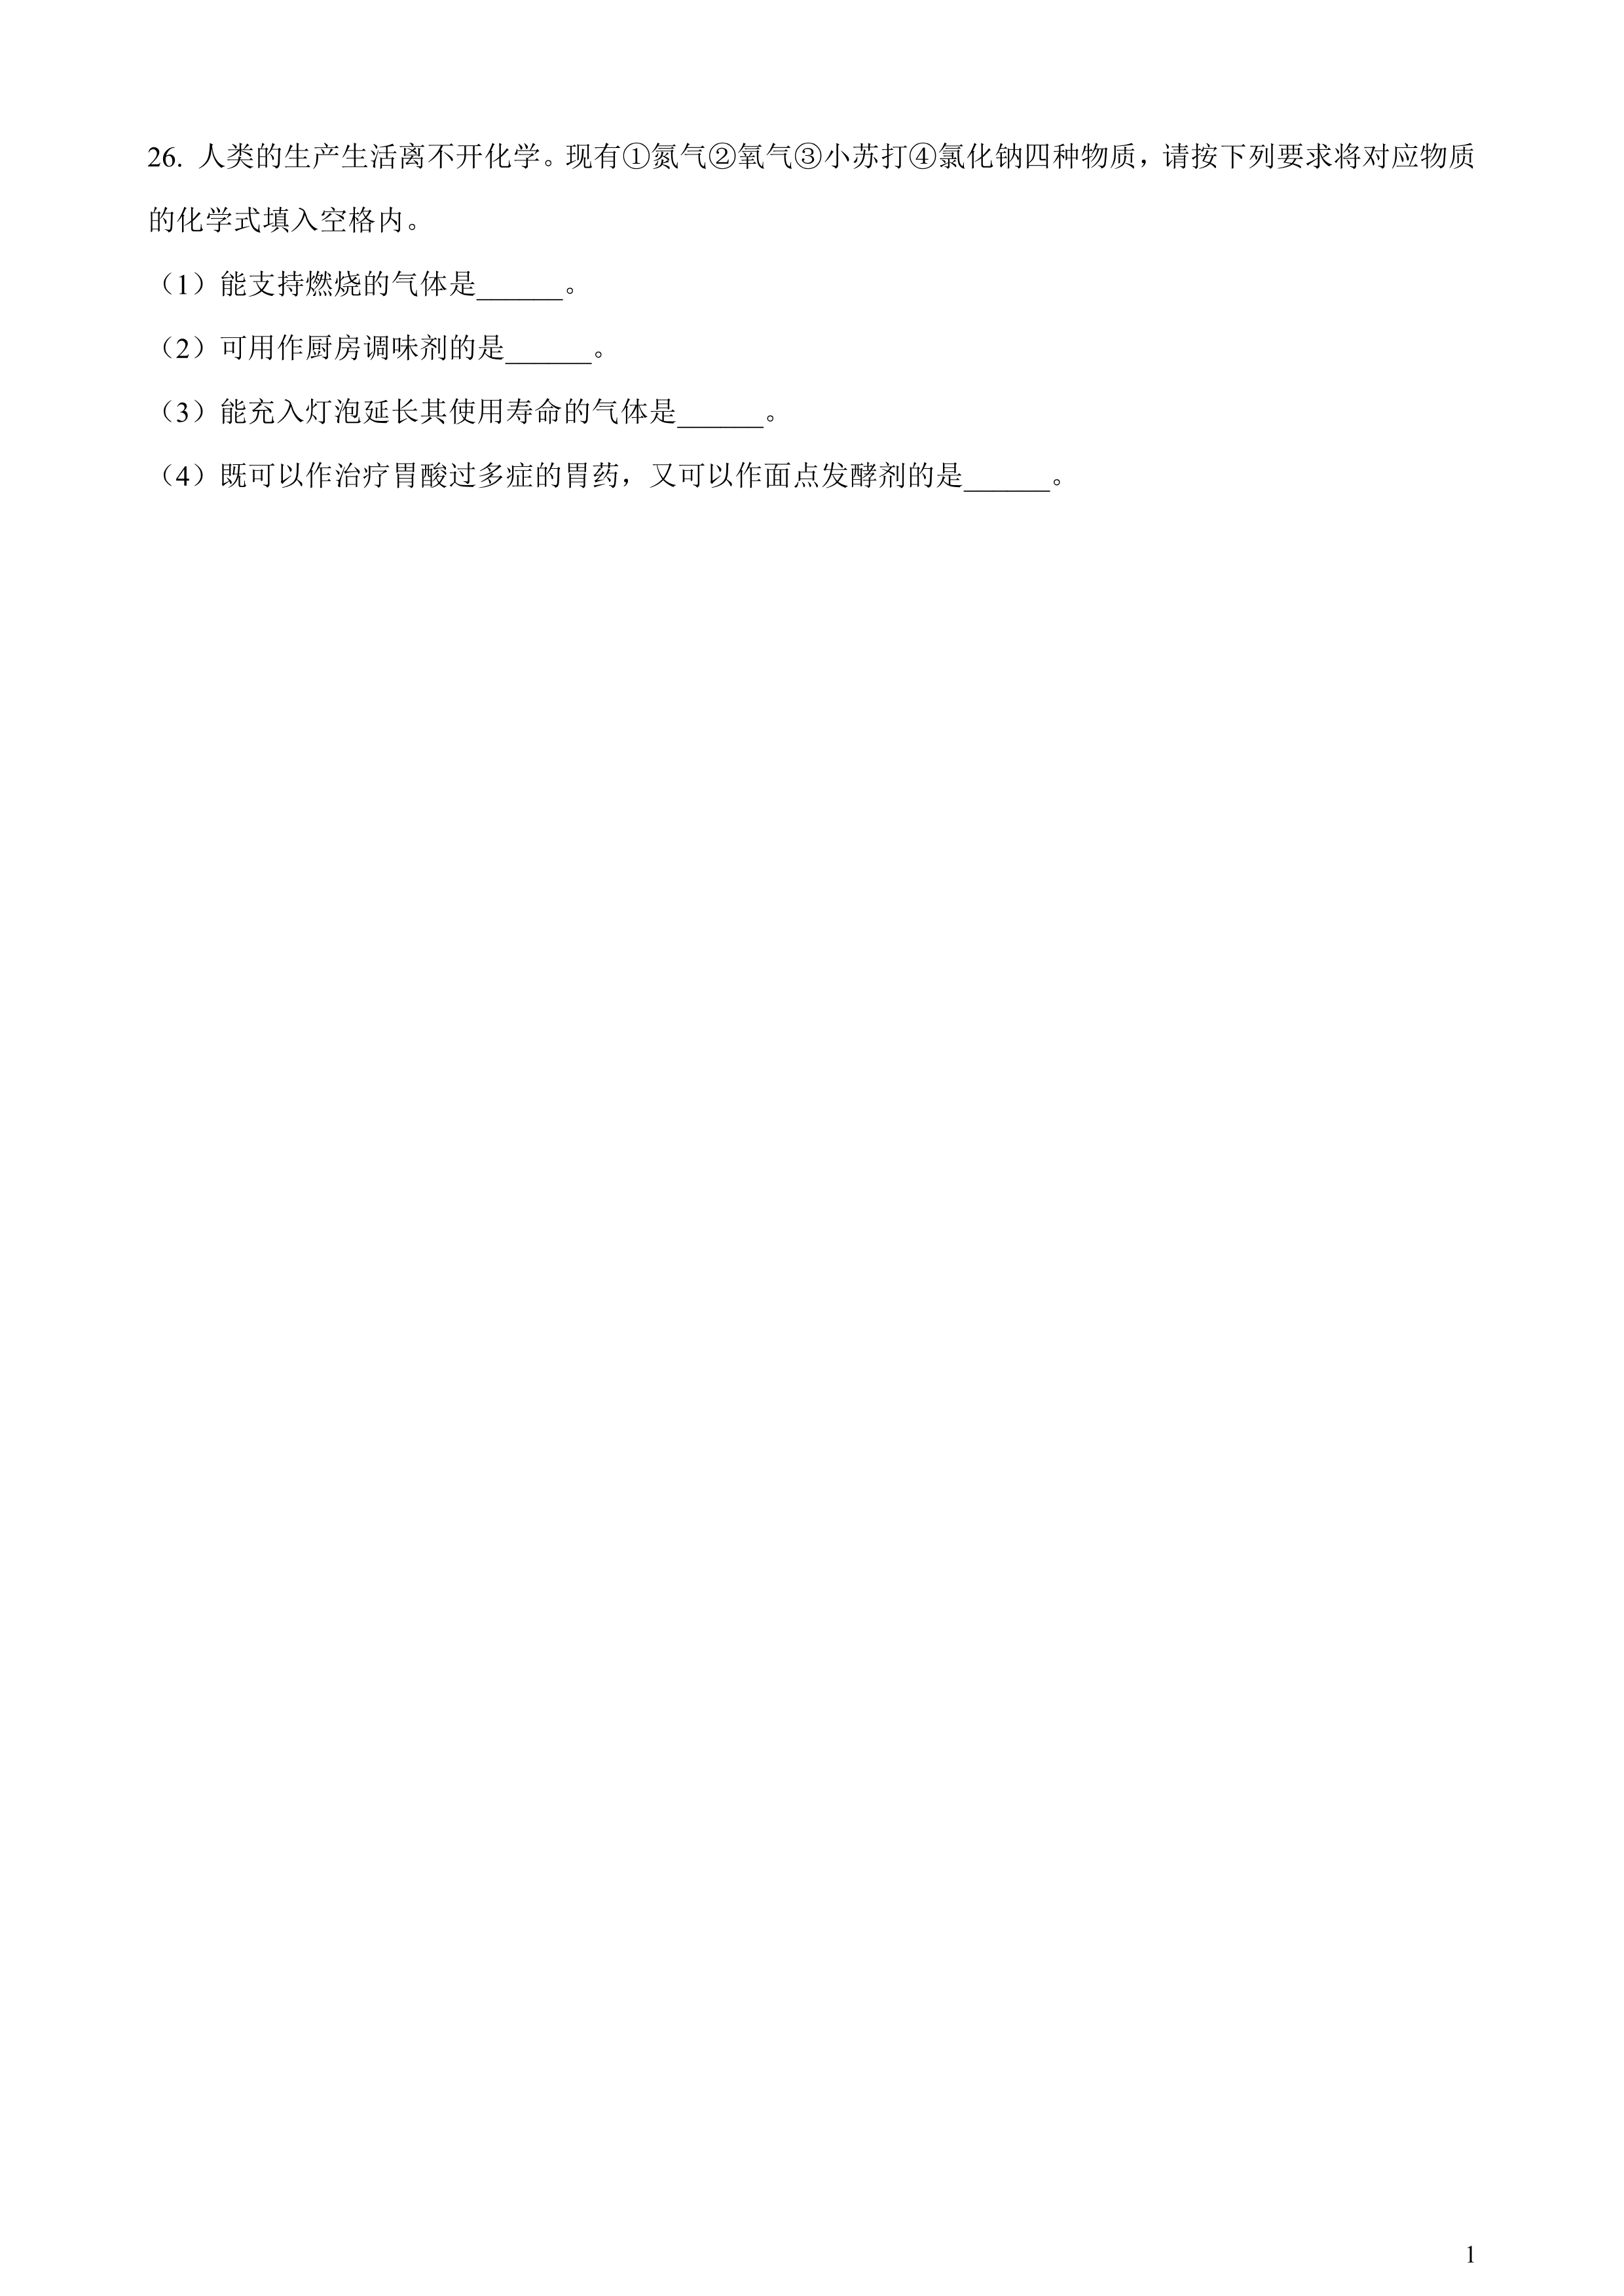 26. 人类的生产生活离不开化学。现有①氮气②氧气③小苏打④氯化钠四种物质，请按下列要求将对应物质
的化学式填入空格内。
（1）能支持燃烧的气体是______。
（2）可用作厨房调味剂的是______。
（3）能充入灯泡延长其使用寿命的气体是______。
（4）既可以作治疗胃酸过多症的胃药，又可以作面点发酵剂的是______。
1